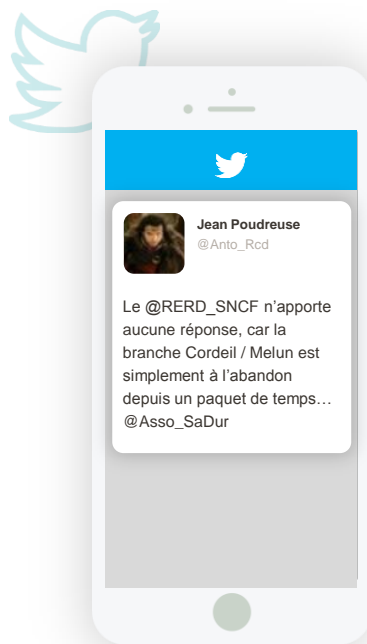 Jean Poudreuse
@Anto_Rcd
Le @RERD_SNCF n’apporte
aucune réponse, car la
branche Cordeil / Melun est
simplement à l’abandon
depuis un paquet de temps…
@Asso_SaDur